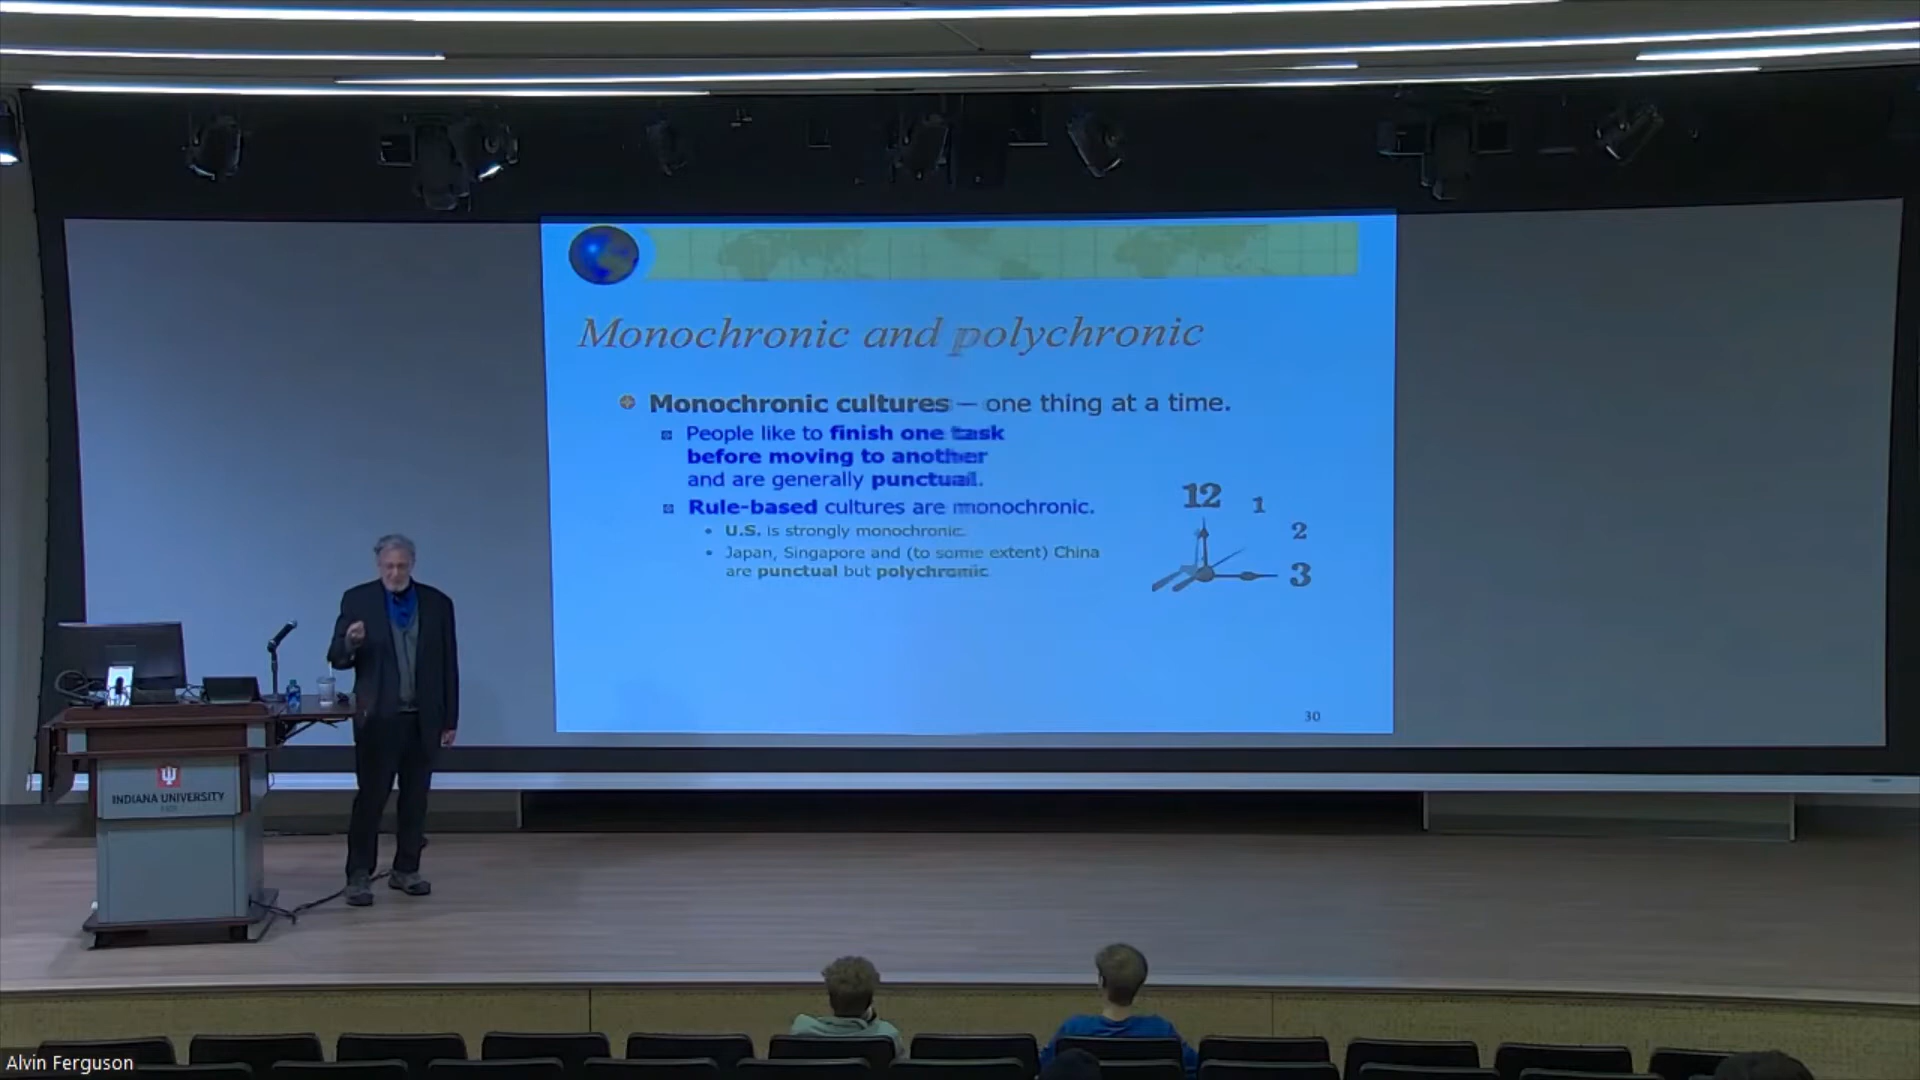 Monochronic and polychronic
Monochronic cultures – one thing at a time.
People like to finish one task
before moving to another
and are generally punctual.
Rule-based cultures are monochronic.
U.S. is strongly monochronic.
Japan, Singapore and (to some extent) China
are punctual but polychronic
12
1
2
3
30
INDIANA UNIVERSITY
Alvin Ferguson